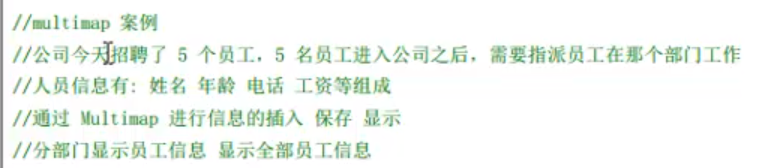 //multimap 案例
//公司今天招聘了 5 个员工，5 名员工进入公司之后，需要指派员工在那个部门工作
//人员信息有: 姓名 年龄 电话 工资等组成
//通过 Multimap 进行信息的插入 保存 显示
//分部门显示员工信息 显示全部员工信息